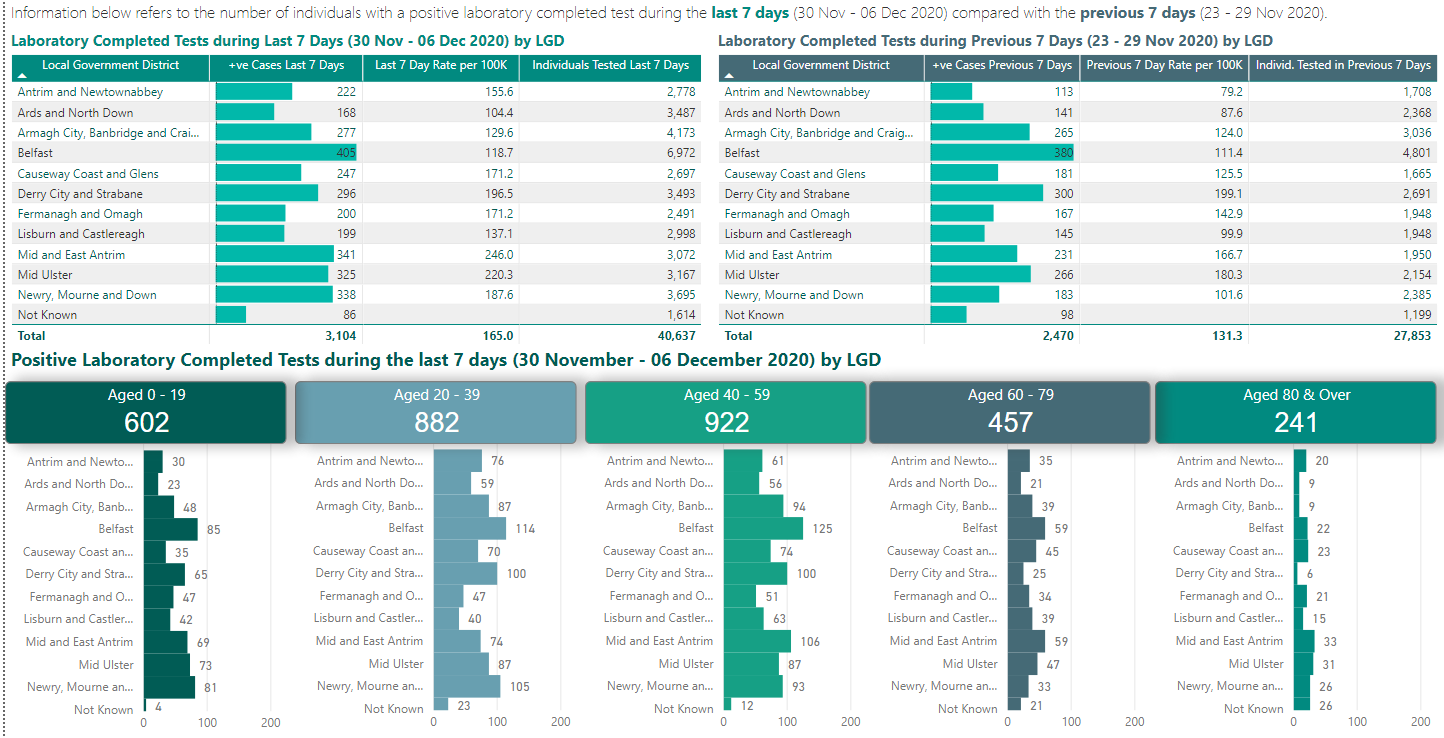 Information below refers to the number of individuals with a positive laboratory completed test during the last 7 days (30 Nov - 06 Dec 2020) compared with the previous 7 days (23 - 29 Nov 2020).
Laboratory Completed Tests during Last 7 Days (30 Nov - 06 Dec 2020) by LGD
Local Government District +ve Cases Last 7 Days Last 7 Day Rate per 100K Individuals Tested Last 7 Days
Antrim and Newtownabbey 222 155.6 2,778
Ards and North Down 168 104.4 3,487
Armagh City, Banbridge and Crai... 277 129.6 4,173
Belfast 405 118.7 6,972
Causeway Coast and Glens 247 171.2 2,697
Derry City and Strabane 296 196.5 3,493
Fermanagh and Omagh 200 171.2 2,491
Lisburn and Castlereagh 199 137.1 2,998
Mid and East Antrim 341 246.0 3,072
Mid Ulster 325 220.3 3,167
Newry, Mourne and Down 338 187.6 3,695
Not Known 86 1,614
Total 3,104 165.0 40,637
Laboratory Completed Tests during Previous 7 Days (23 - 29 Nov 2020) by LGD
Local Government District +ve Cases Previous 7 Days Previous 7 Day Rate per 100K Individ. Tested in Previous 7 Days
Antrim and Newtownabbey 113 79.2 1,708
Ards and North Down 141 87.6 2,368
Armagh City, Banbridge and Craig... 265 124.0 3,036
Belfast 380 111.4 4,801
Causeway Coast and Glens 181 125.5 1,665
Derry City and Strabane 300 199.1 2,691
Fermanagh and Omagh 167 142.9 1,948
Lisburn and Castlereagh 145 99.9 1,948
Mid and East Antrim 231 166.7 1,950
Mid Ulster 266 180.3 2,154
Newry, Mourne and Down 183 101.6 2,385
Not Known 98 1,199
Total 2,470 131.3 27,853
Positive Laboratory Completed Tests during the last 7 days (30 November - 06 December 2020) by LGD
Aged 0 - 19
602
Antrim and Newto... 30
Ards and North Do... 23
Armagh City, Banb... 48
Belfast 85
Causeway Coast an... 35
Derry City and Stra... 65
Fermanagh and O... 47
Lisburn and Castler... 42
Mid and East Antrim 69
Mid Ulster 73
Newry, Mourne an... 81
Not Known 4
0 100 200
Aged 20 - 39
882
Antrim and Newto... 76
Ards and North Do... 59
Armagh City, Banb... 87
Belfast 114
Causeway Coast an... 70
Derry City and Stra... 100
Fermanagh and O... 47
Lisburn and Castler... 40
Mid and East Antrim 74
Mid Ulster 87
Newry, Mourne an... 105
Not Known 23
0 100 200
Aged 40 - 59
922
Antrim and Newto... 61
Ards and North Do... 56
Armagh City, Banb... 94
Belfast 125
Causeway Coast an... 74
Derry City and Stra... 100
Fermanagh and O... 51
Lisburn and Castler... 63
Mid and East Antrim 106
Mid Ulster 87
Newry, Mourne an... 93
Not Known 12
0 100 200
Aged 60 - 79
457
Antrim and Newto... 35
Ards and North Do... 21
Armagh City, Banb... 39
Belfast 59
Causeway Coast an... 45
Derry City and Stra... 25
Fermanagh and O... 34
Lisburn and Castler... 39
Mid and East Antrim 59
Mid Ulster 47
Newry, Mourne an... 33
Not Known 21
0 100 200
Aged 80 & Over
241
Antrim and Newto... 20
Ards and North Do... 9
Armagh City, Banb... 9
Belfast 22
Causeway Coast an... 23
Derry City and Stra... 6
Fermanagh and O... 21
Lisburn and Castler... 15
Mid and East Antrim 33
Mid Ulster 31
Newry, Mourne an... 26
Not Known 26
0 100 200